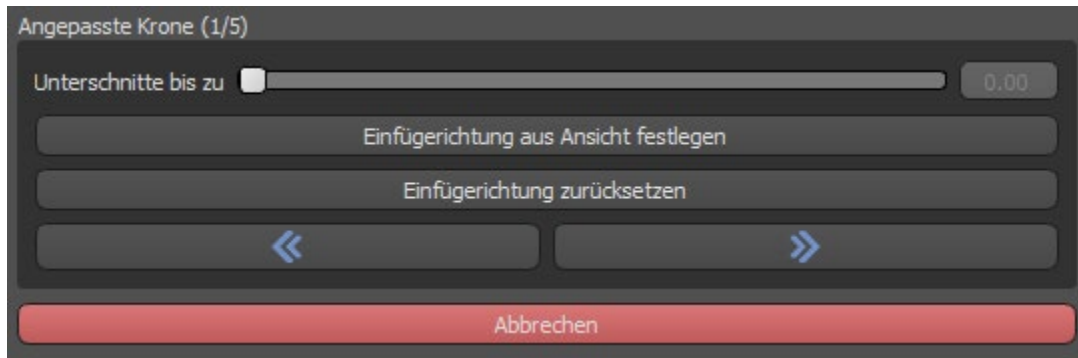 Angepasste Krone (1/5)
Unterschnitte bis zu 0.00
Einfügerichtung aus Ansicht festlegen
Einfügerichtung zurücksetzen
Abbrechen